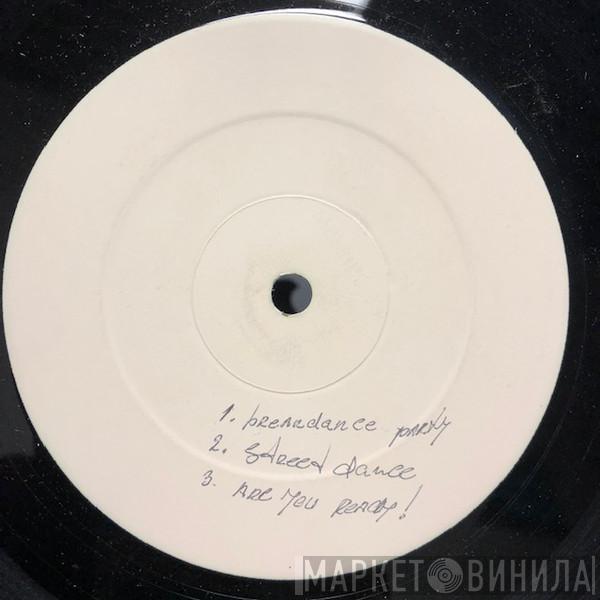 1. breakdance party
2. Street dance
3. ARE YOU READY!
МАРКЕТ ВИНИЛА